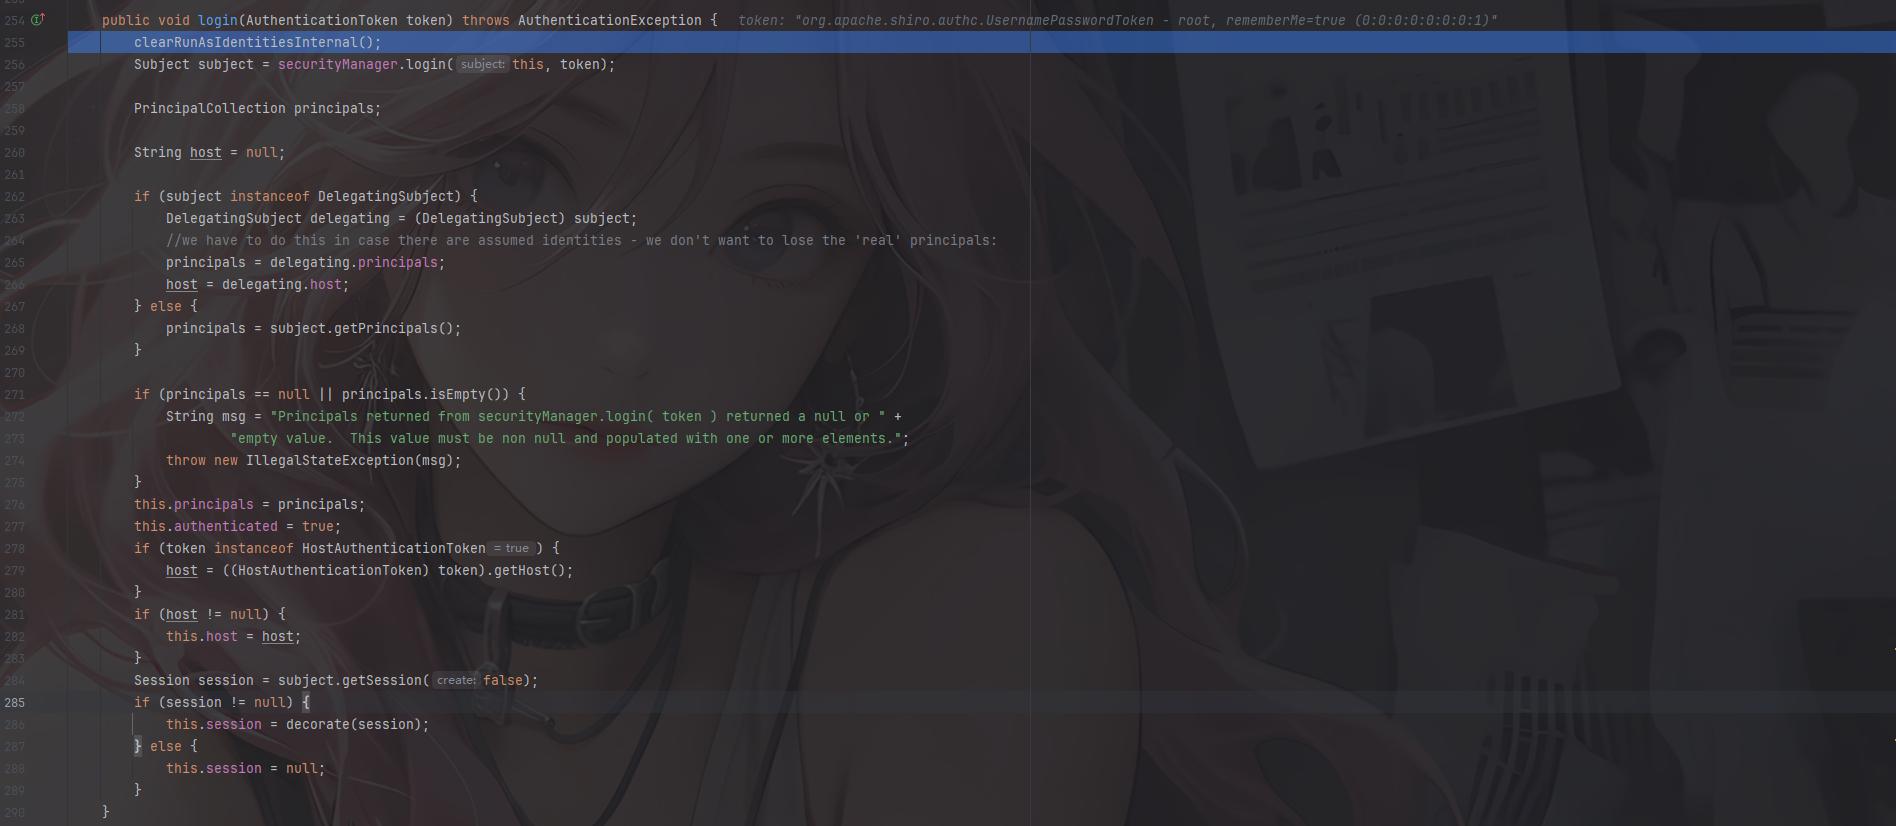 254 public void login(AuthenticationToken token) throws AuthenticationException { token: "org.apache.shiro.authc.UsernamePasswordToken - root, rememberMe=true (0:0:0:0:0:0:0:1)"
255 clearRunAsIdentitiesInternal();
256 Subject subject = securityManager.login( subject: this, token);
257
258 PrincipalCollection principals;
259
260 String host = null;
261
262 if (subject instanceof DelegatingSubject) {
263 DelegatingSubject delegating = (DelegatingSubject) subject;
264 //we have to do this in case there are assumed identities - we don't want to lose the 'real' principals:
265 principals = delegating.principals;
266 host = delegating.host;
267 } else {
268 principals = subject.getPrincipals();
269 }
270
271 if (principals == null || principals.isEmpty()) {
272 String msg = "Principals returned from securityManager.login( token ) returned a null or " +
273 "empty value.  This value must be non null and populated with one or more elements.";
274 throw new IllegalStateException(msg);
275 }
276 this.principals = principals;
277 this.authenticated = true;
278 if (token instanceof HostAuthenticationToken = true ) {
279 host = ((HostAuthenticationToken) token).getHost();
280 }
281 if (host != null) {
282 this.host = host;
283 }
284 Session session = subject.getSession( create: false);
285 if (session != null) {
286 this.session = decorate(session);
287 } else {
288 this.session = null;
289 }
290 }